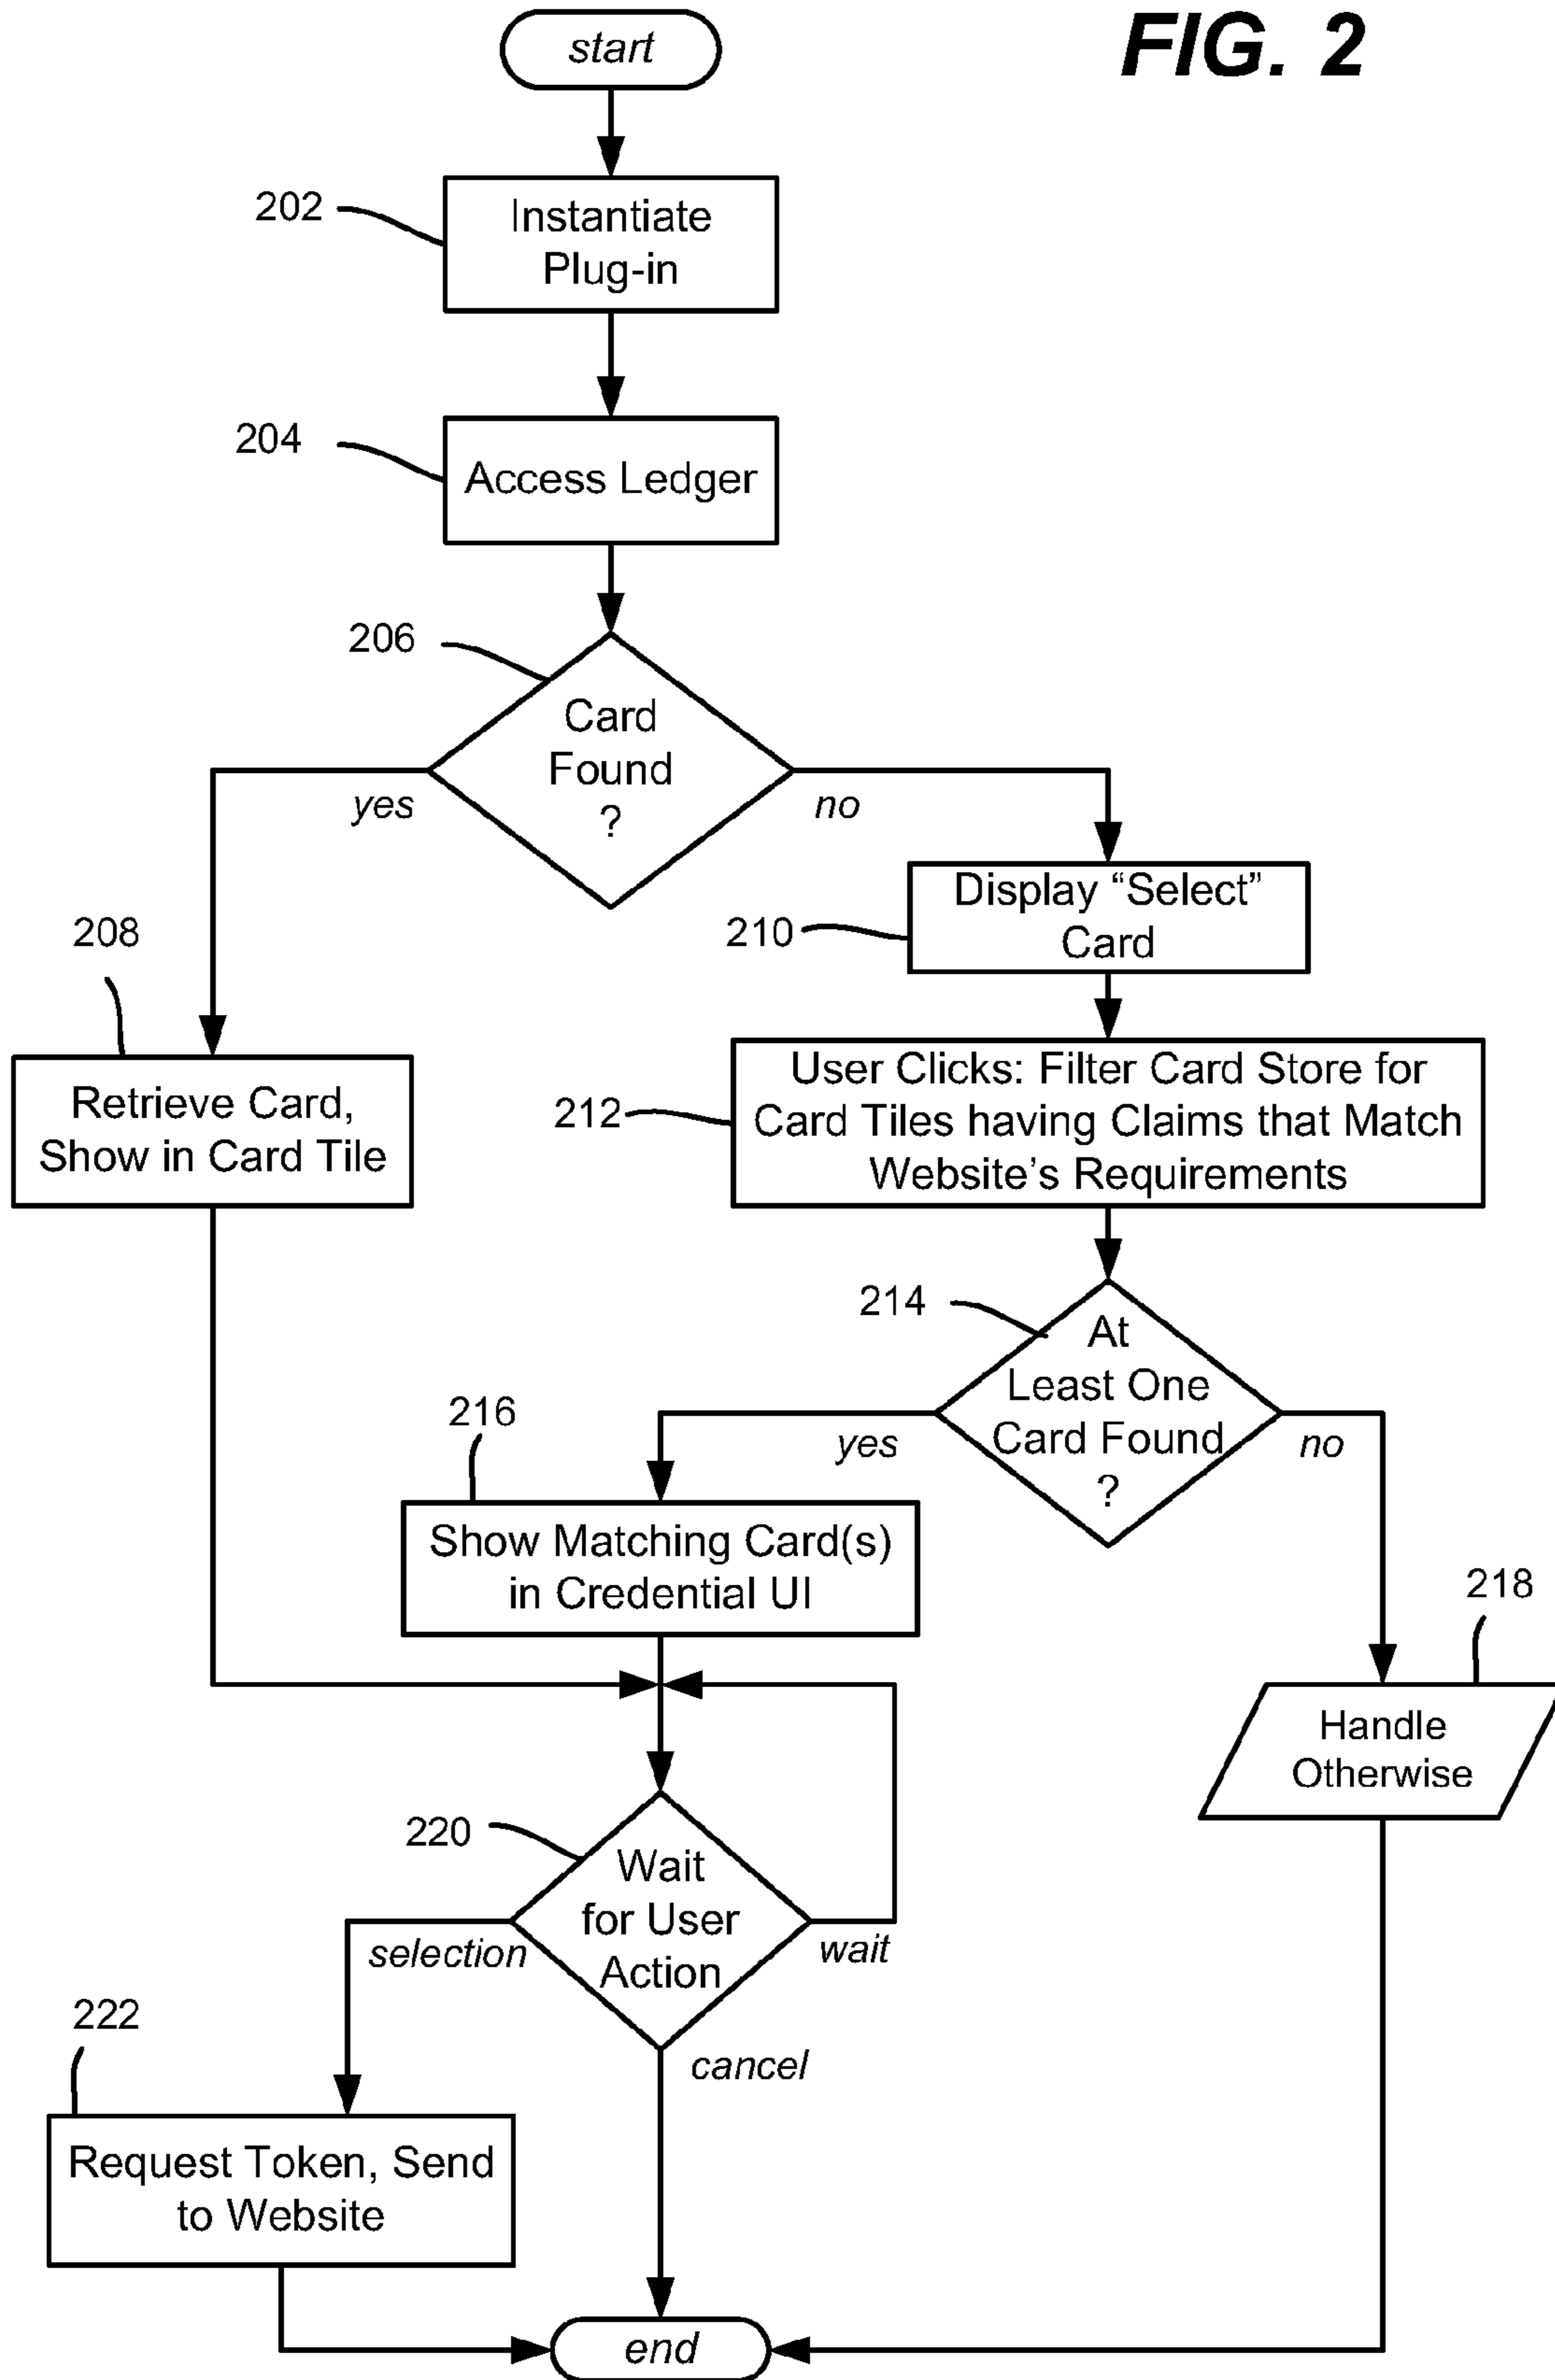 FIG. 2
start
202
Instantiate
Plug-in
204
Access Ledger
206
Card
Found
?
yes
no
208
Retrieve Card,
Show in Card Tile
210
Display “Select”
Card
212
User Clicks: Filter Card Store for
Card Tiles having Claims that Match
Website’s Requirements
214
At
Least One
Card Found
?
yes
no
216
Show Matching Card(s)
in Credential UI
218
Handle
Otherwise
220
Wait
for User
Action
selection
wait
cancel
222
Request Token, Send
to Website
end